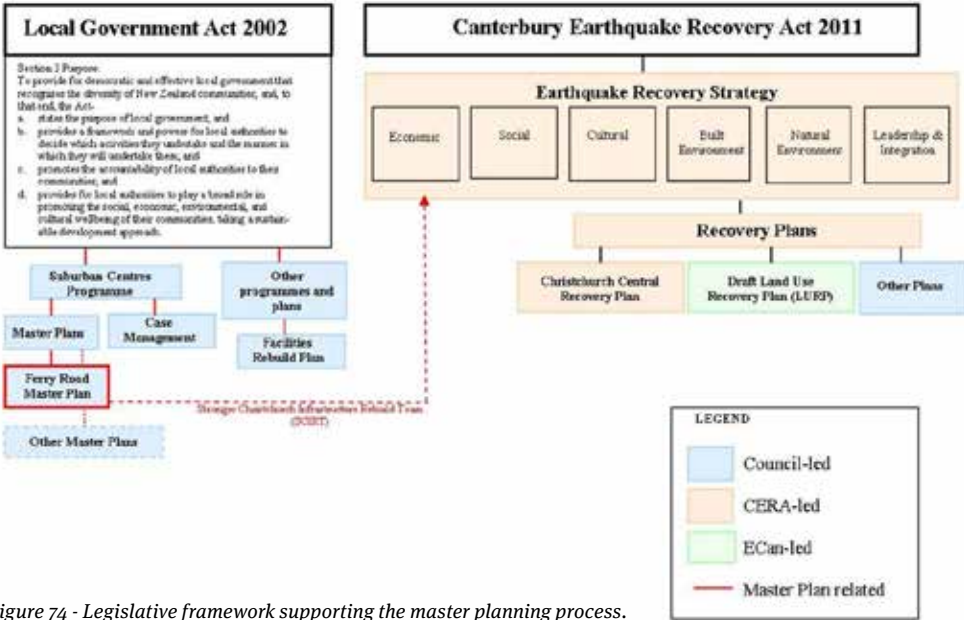 Local Government Act 2002
Section 3 Purpose:
To provide for democratic and effective local government that
recognises the diversity of New Zealand communities; and, to
that end, the Act-
a. states the purpose of local government; and
b. provides a framework and powers for local authorities to
decide which activities they undertake and the manner in
which they will undertake them; and
c. promotes the accountability of local authorities to their
communities; and
d. provides for local authorities to play a broad role in
promoting the social, economic, environmental, and
cultural wellbeing of their communities, taking a sustain-
able development approach.
Suburban Centres
Programme
Other
programmes and
plans
Master Plans
Case
Management
Facilities
Rebuild Plan
Ferry Road
Master Plan
Other Master Plans
Stronger Christchurch Infrastructure Rebuild Team
(SCIRT)
Canterbury Earthquake Recovery Act 2011
Earthquake Recovery Strategy
Economic
Social
Cultural
Built
Environment
Natural
Environment
Leadership &
Integration
Recovery Plans
Christchurch Central
Recovery Plan
Draft Land Use
Recovery Plan (LURP)
Other Plans
LEGEND
Council-led
CERA-led
ECan-led
Master Plan related
igure 74 - Legislative framework supporting the master planning process.